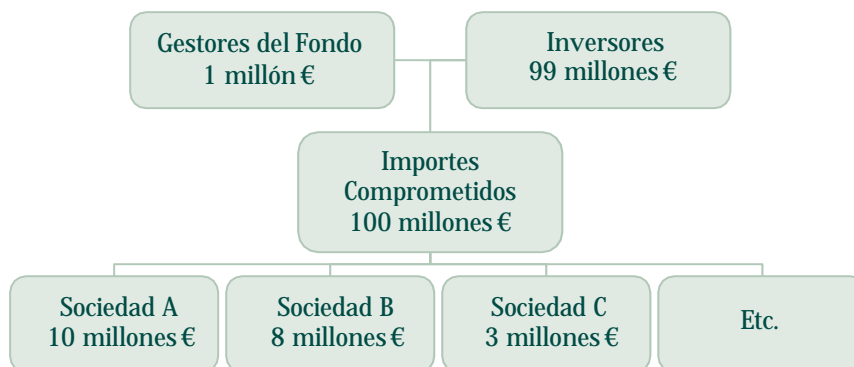 Gestores del Fondo
1 millón €
Inversores
99 millones €
Importes
Comprometidos
100 millones €
Sociedad A
10 millones €
Sociedad B
8 millones €
Sociedad C
3 millones €
Etc.